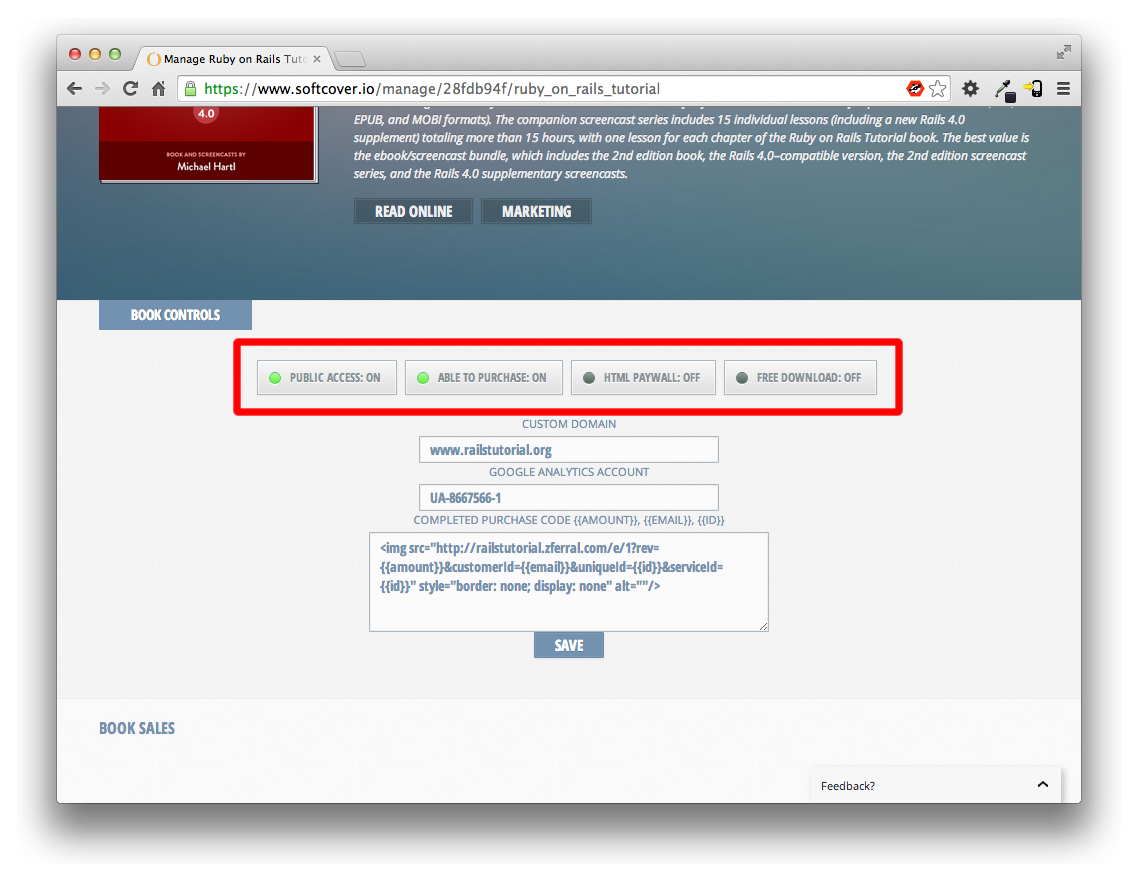 Manage Ruby on Rails Tuto
https://www.softcover.io/manage/28fdb94f/ruby_on_rails_tutorial
4.0
BOOK AND SCREENCASTS BY
Michael Hartl
EPUB, and MOBI formats). The companion screencast series includes 15 individual lessons (including a new Rails 4.0
supplement) totaling more than 15 hours, with one lesson for each chapter of the Ruby on Rails Tutorial book. The best value is
the ebook/screencast bundle, which includes the 2nd edition book, the Rails 4.0–compatible version, the 2nd edition screencast
series, and the Rails 4.0 supplementary screencasts.
READ ONLINE
MARKETING
BOOK CONTROLS
PUBLIC ACCESS: ON
ABLE TO PURCHASE: ON
HTML PAYWALL: OFF
FREE DOWNLOAD: OFF
CUSTOM DOMAIN
www.railstutorial.org
GOOGLE ANALYTICS ACCOUNT
UA-8667566-1
COMPLETED PURCHASE CODE {{AMOUNT}}, {{EMAIL}}, {{ID}}
<img src="http://railstutorial.zferral.com/e/1?rev=
{{amount}}&customerId={{email}}&uniqueId={{id}}&serviceId=
{{id}}" style="border: none; display: none" alt=""/>
SAVE
BOOK SALES
Feedback?